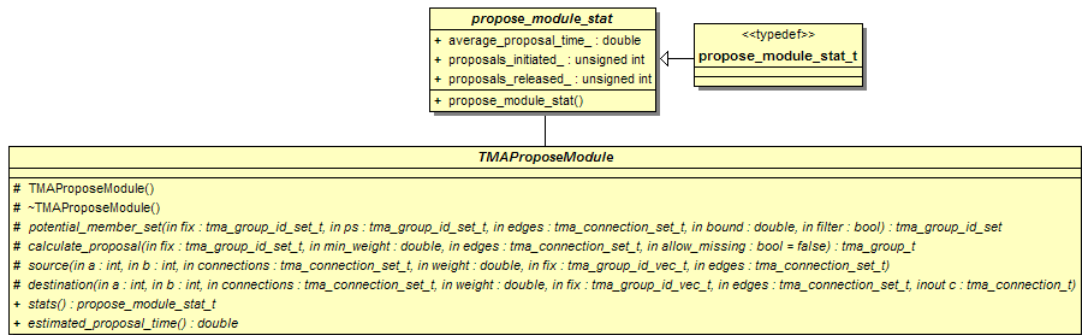 propose_module_stat
+ average_proposal_time_ : double
+ proposals_initiated_ : unsigned int
+ proposals_released_ : unsigned int
+ propose_module_stat()
<<typedef>>
propose_module_stat_t
TMAProposeModule
# TMAProposeModule()
# ~TMAProposeModule()
# potential_member_set(in fix : tma_group_id_set_t, in ps : tma_group_id_set_t, in edges : tma_connection_set_t, in bound : double, in filter : bool) : tma_group_id_set
# calculate_proposal(in fix : tma_group_id_set_t, in min_weight : double, in edges : tma_connection_set_t, in allow_missing : bool = false) : tma_group_t
# source(in a : int, in b : int, in connections : tma_connection_set_t, in weight : double, in fix : tma_group_id_vec_t, in edges : tma_connection_set_t)
# destination(in a : int, in b : int, in connections : tma_connection_set_t, in weight : double, in fix : tma_group_id_vec_t, in edges : tma_connection_set_t, inout c : tma_connection_t)
+ stats() : propose_module_stat_t
+ estimated_proposal_time() : double